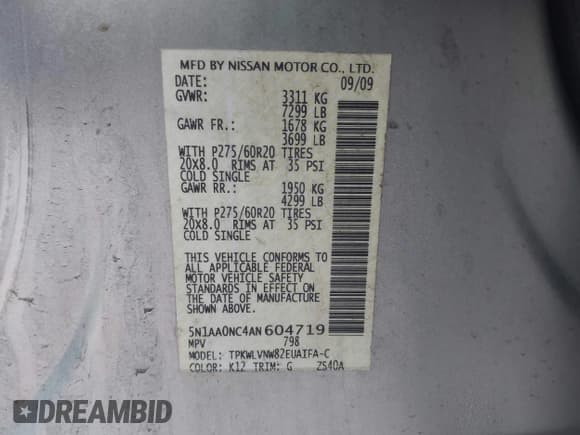 MFD BY NISSAN MOTOR CO., LTD.
DATE: 09/09
GVWR: 3311 KG
7299 LB
GAWR FR.: 1678 KG
3699 LB
WITH P275/60R20 TIRES
20X8.0 RIMS AT 35 PSI
COLD SINGLE
GAWR RR.: 1950 KG
4299 LB
WITH P275/60R20 TIRES
20X8.0 RIMS AT 35 PSI
COLD SINGLE
THIS VEHICLE CONFORMS TO
ALL APPLICABLE FEDERAL
MOTOR VEHICLE SAFETY
STANDARDS IN EFFECT ON
THE DATE OF MANUFACTURE
SHOWN ABOVE.
5N1AA0NC4AN604719
MPV 798
MODEL: TPKWLVNW82EUAIFA-C
COLOR: K12 TRIM: G ZS40A
DREAMBID